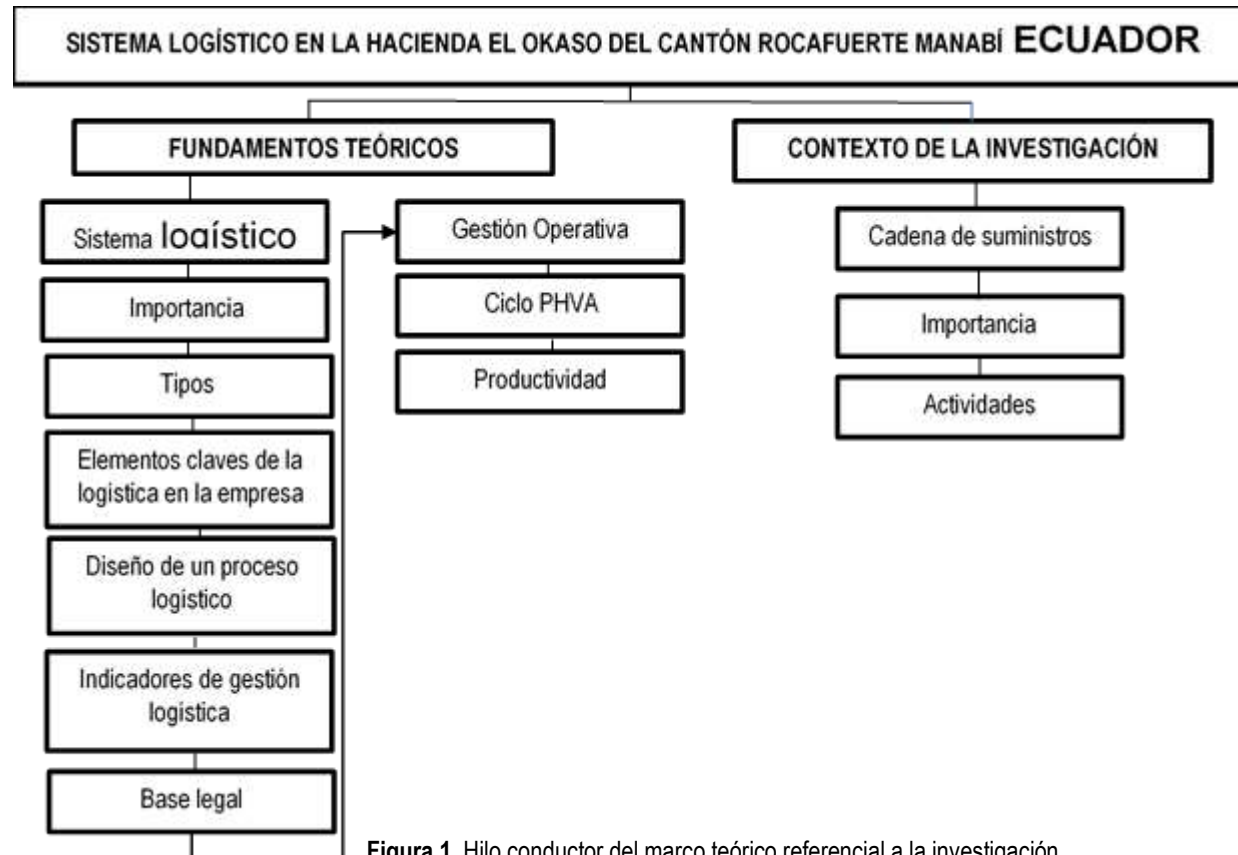 SISTEMA LOGÍSTICO EN LA HACIENDA EL OKASO DEL CANTÓN ROCAFUERTE MANABÍ ECUADOR
FUNDAMENTOS TEÓRICOS
Sistema logístico
Importancia
Tipos
Elementos claves de la
logistica en la empresa
Diseño de un proceso
logistico
Indicadores de gestión
logistica
Base legal
Gestión Operativa
Ciclo PHVA
Productividad
CONTEXTO DE LA INVESTIGACIÓN
Cadena de suministros
Importancia
Actividades
Figura 1. Hilo conductor del marco teórico referencial a la investigación